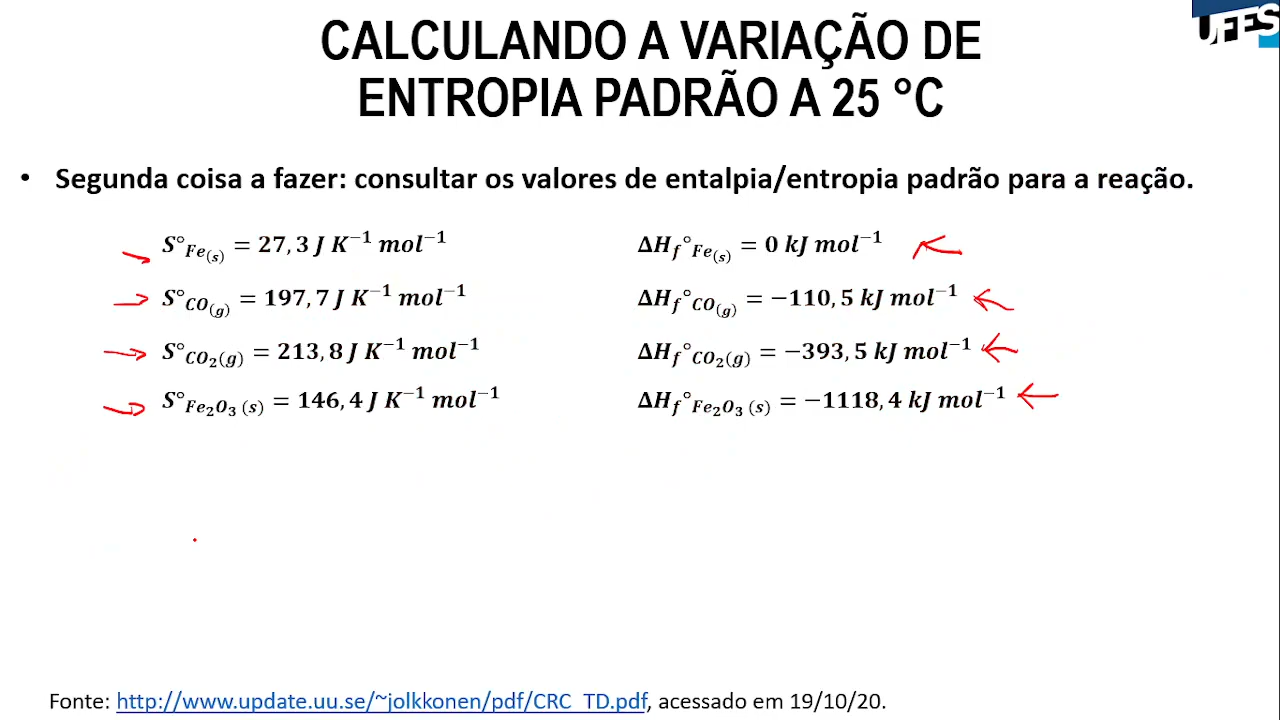 UFES
CALCULANDO A VARIAÇÃO DE
ENTROPIA PADRÃO A 25 °C
• Segunda coisa a fazer: consultar os valores de entalpia/entropia padrão para a reação.
S°Fe(s) = 27,3 J K⁻¹ mol⁻¹
ΔHf°Fe(s) = 0 kJ mol⁻¹
S°CO(g) = 197,7 J K⁻¹ mol⁻¹
ΔHf°CO(g) = −110,5 kJ mol⁻¹
S°CO₂(g) = 213,8 J K⁻¹ mol⁻¹
ΔHf°CO₂(g) = −393,5 kJ mol⁻¹
S°Fe₂O₃ (s) = 146,4 J K⁻¹ mol⁻¹
ΔHf°Fe₂O₃ (s) = −1118,4 kJ mol⁻¹
Fonte: http://www.update.uu.se/~jolkkonen/pdf/CRC_TD.pdf, acessado em 19/10/20.